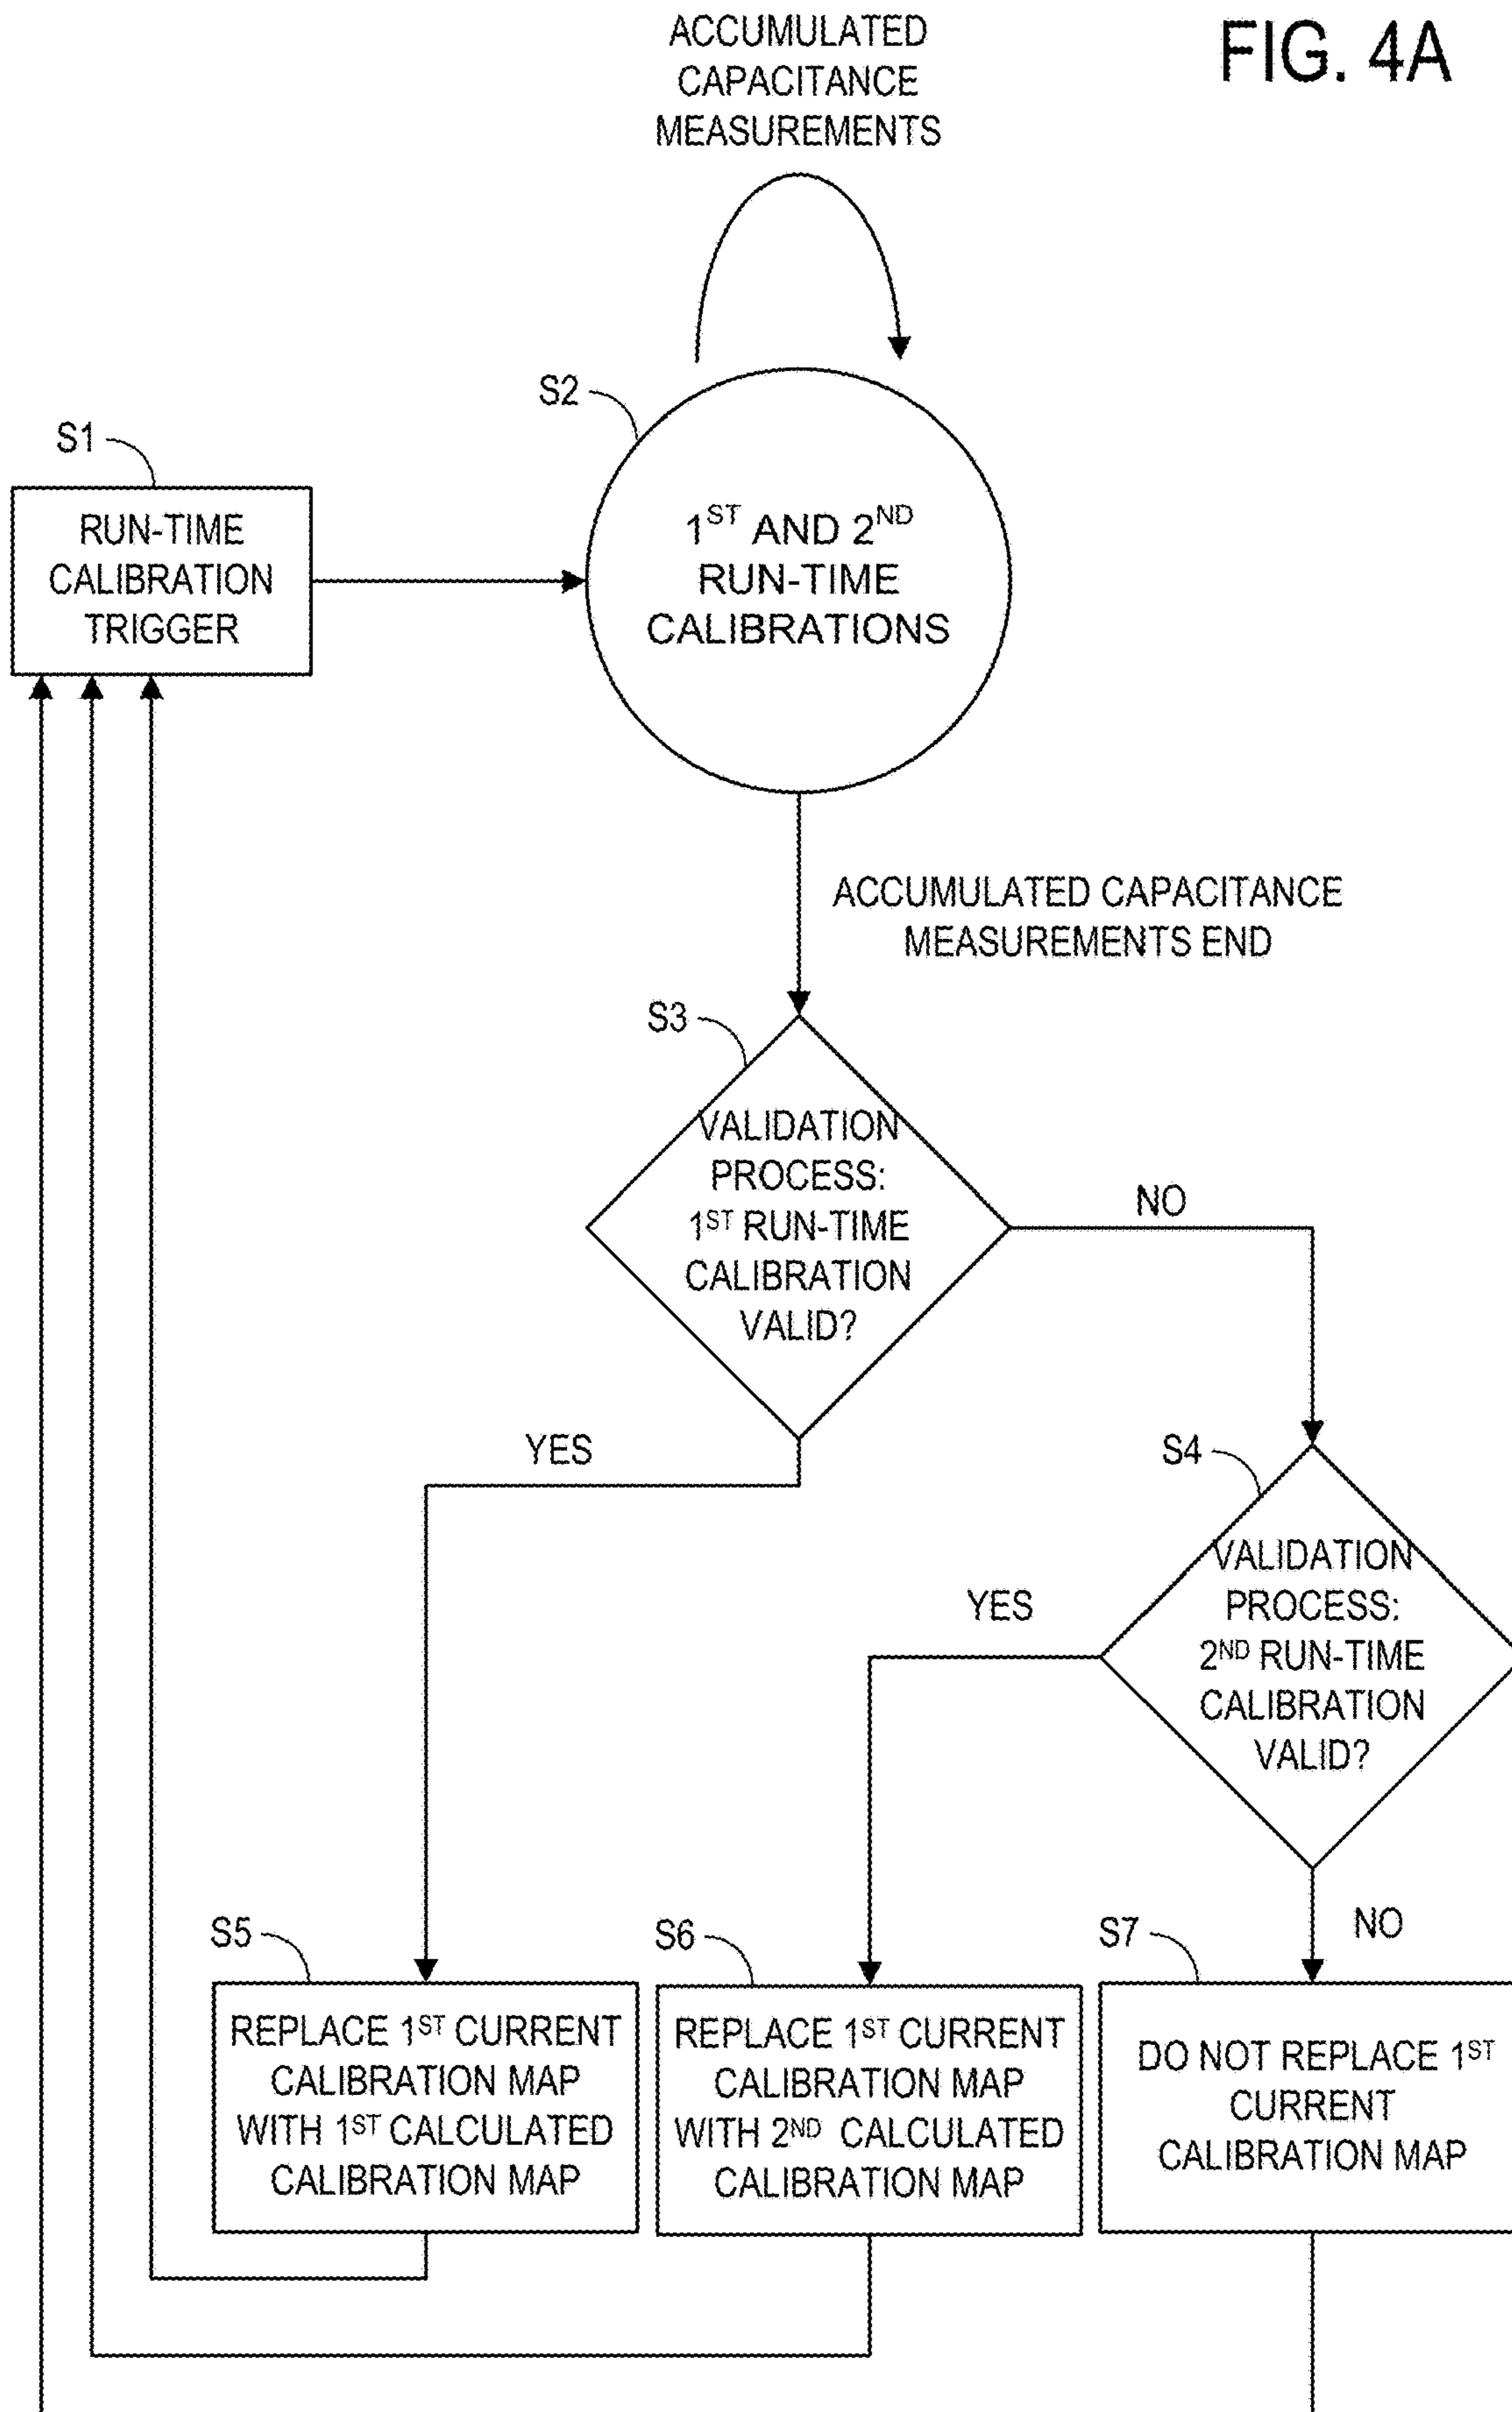 FIG. 4A
ACCUMULATED
CAPACITANCE
MEASUREMENTS
S2
S1
RUN-TIME
CALIBRATION
TRIGGER
1ST AND 2ND
RUN-TIME
CALIBRATIONS
ACCUMULATED CAPACITANCE
MEASUREMENTS END
S3
VALIDATION
PROCESS:
1ST RUN-TIME
CALIBRATION
VALID?
NO
YES
S4
VALIDATION
PROCESS:
2ND RUN-TIME
CALIBRATION
VALID?
YES
NO
S5
REPLACE 1ST CURRENT
CALIBRATION MAP
WITH 1ST CALCULATED
CALIBRATION MAP
S6
REPLACE 1ST CURRENT
CALIBRATION MAP
WITH 2ND CALCULATED
CALIBRATION MAP
S7
DO NOT REPLACE 1ST
CURRENT
CALIBRATION MAP